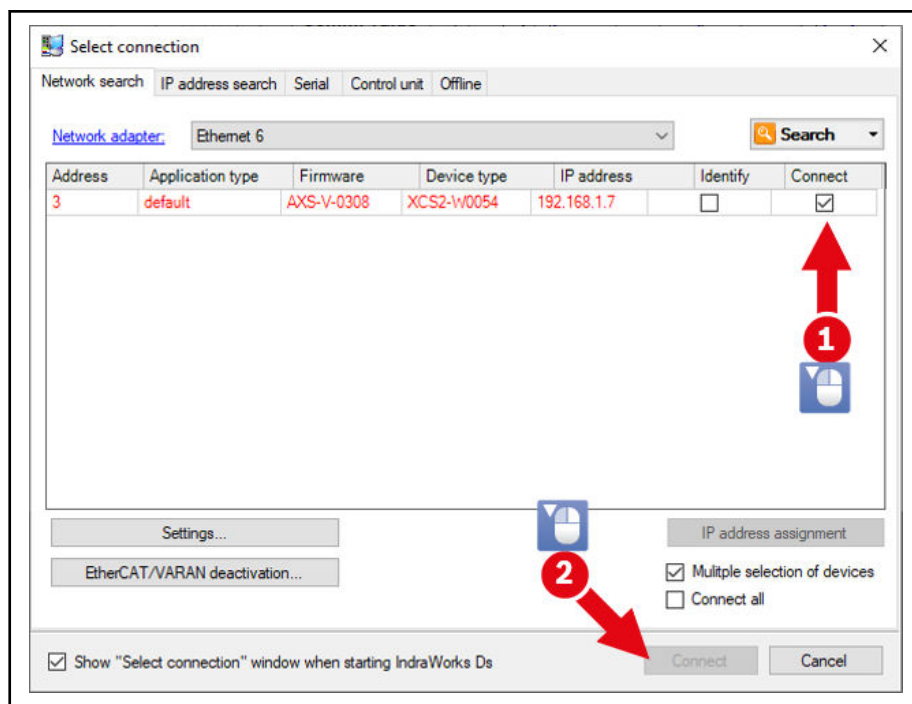 Select connection
Network search IP address search Serial Control unit Offline
Network adapter: Ethernet 6 Search
Address Application type Firmware Device type IP address Identify Connect
3 default AXS-V-0308 XCS2-W0054 192.168.1.7
1
Settings... IP address assignment
EtherCAT/VARAN deactivation... 2 Mulitple selection of devices
Connect all
Show "Select connection" window when starting IndraWorks Ds Connect Cancel